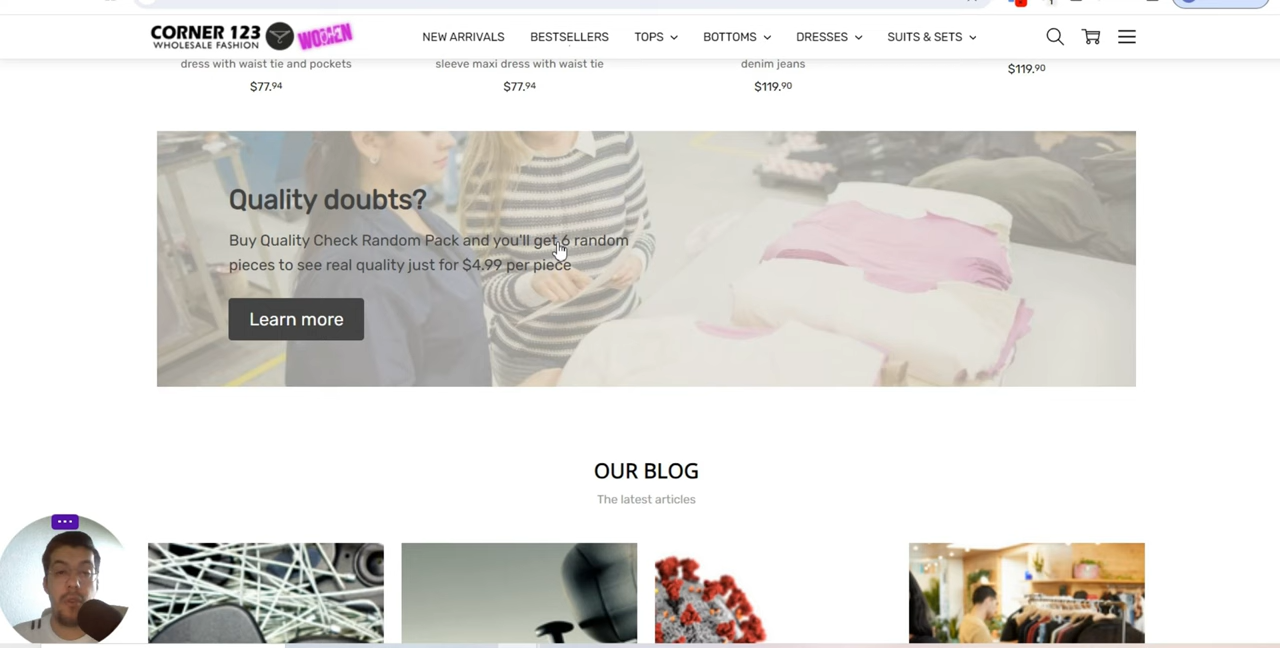 CORNER 123
WHOLESALE FASHION
WOMEN
NEW ARRIVALS BESTSELLERS TOPS BOTTOMS DRESSES SUITS & SETS
dress with waist tie and pockets
$77.94
sleeve maxi dress with waist tie
$77.94
denim jeans
$119.90
$119.90
Quality doubts?
Buy Quality Check Random Pack and you'll get 6 random
pieces to see real quality just for $4.99 per piece
Learn more
OUR BLOG
The latest articles